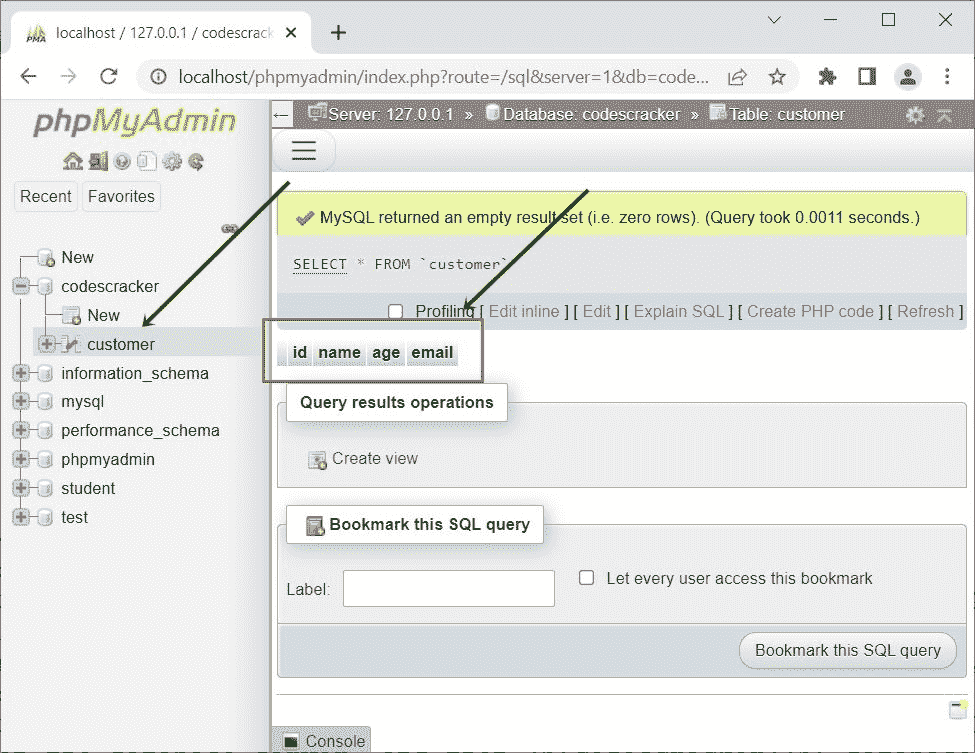 localhost / 127.0.0.1 / codescrack
localhost/phpmyadmin/index.php?route=/sql&server=1&db=code...
phpMyAdmin
Recent Favorites
New
codescracker
New
customer
information_schema
mysql
performance_schema
phpmyadmin
student
test
Server: 127.0.0.1 » Database: codescracker » Table: customer
MySQL returned an empty result set (i.e. zero rows). (Query took 0.0011 seconds.)
SELECT * FROM `customer`
Profiling [ Edit inline ] [ Edit ] [ Explain SQL ] [ Create PHP code ] [ Refresh ]
id name age email
Query results operations
Create view
Bookmark this SQL query
Label:
Let every user access this bookmark
Bookmark this SQL query
Console